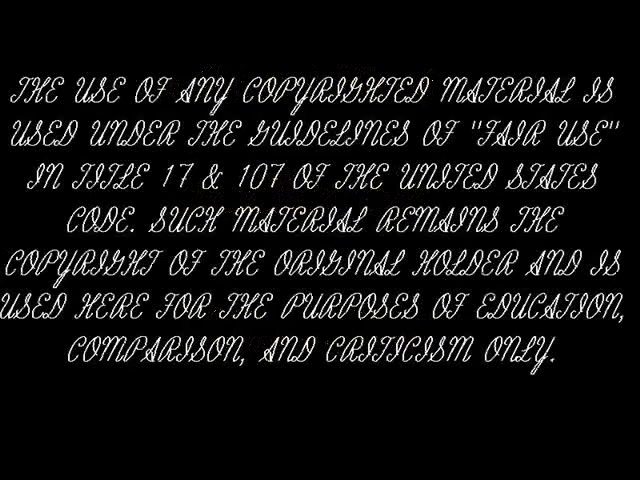 THE USE OF ANY COPYRIGHTED MATERIAL IS
USED UNDER THE GUIDELINES OF "FAIR USE"
IN TITLE 17 & 107 OF THE UNITED STATES
CODE. SUCH MATERIAL REMAINS THE
COPYRIGHT OF THE ORIGINAL HOLDER AND IS
USED HERE FOR THE PURPOSES OF EDUCATION,
COMPARISON, AND CRITICISM ONLY.